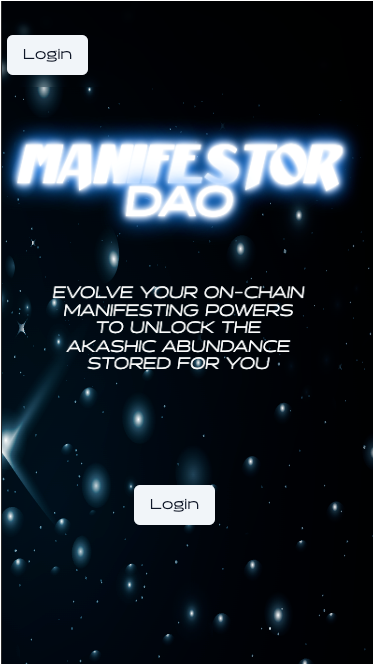 Login
MANIFESTOR
DAO
EVOLVE YOUR ON-CHAIN
MANIFESTING POWERS
TO UNLOCK THE
AKASHIC ABUNDANCE
STORED FOR YOU
Login